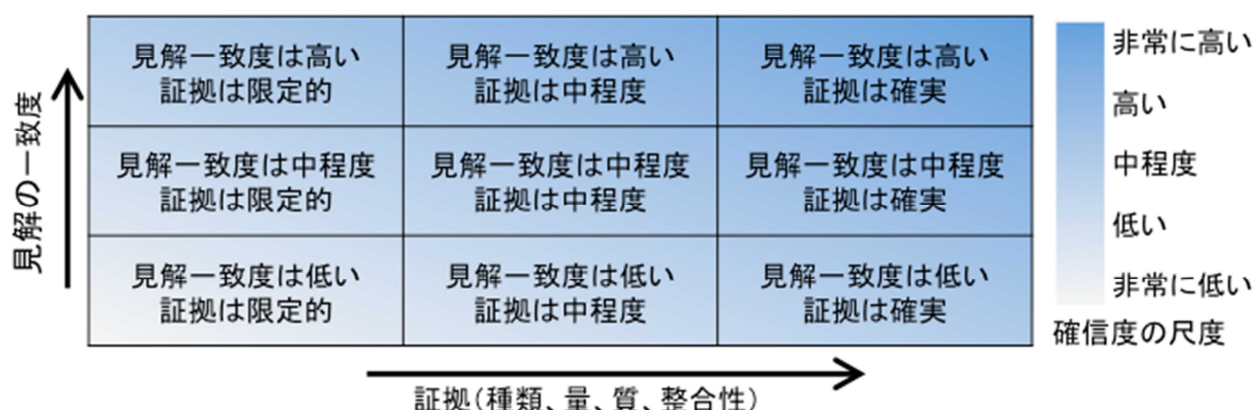 見解の一致度
見解一致度は高い
証拠は限定的
見解一致度は高い
証拠は中程度
見解一致度は高い
証拠は確実
見解一致度は中程度
証拠は限定的
見解一致度は中程度
証拠は中程度
見解一致度は中程度
証拠は確実
見解一致度は低い
証拠は限定的
見解一致度は低い
証拠は中程度
見解一致度は低い
証拠は確実
証拠(種類、量、質、整合性)
非常に高い
高い
中程度
低い
非常に低い
確信度の尺度